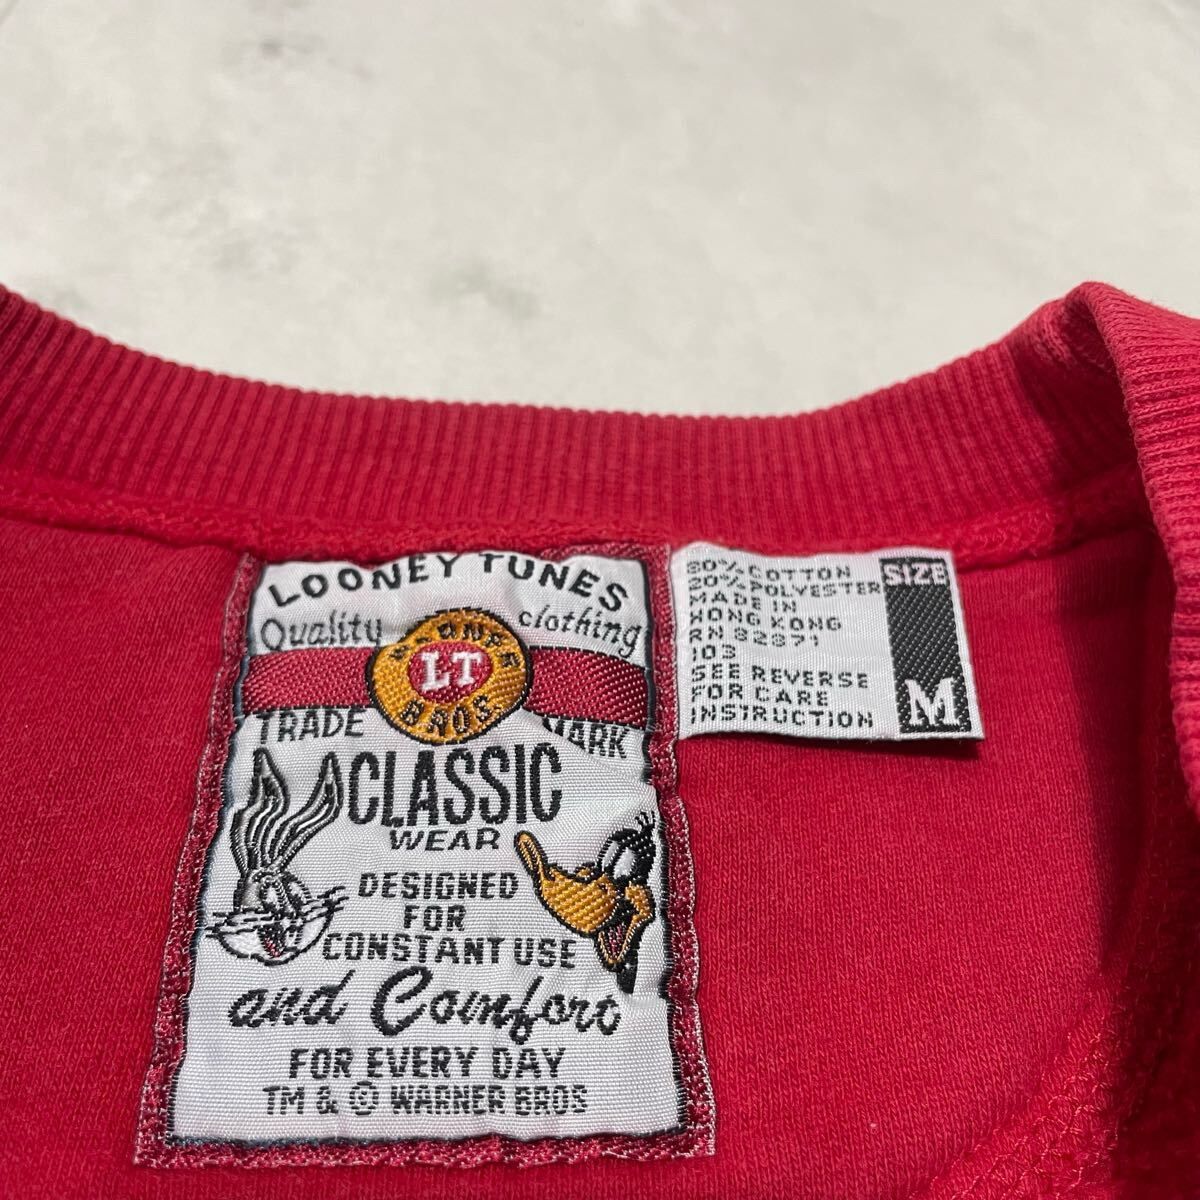 LOONEY TUNES
Quality clothing
WARNER
LT
BROS.
TRADE MARK
CLASSIC
WEAR
DESIGNED
FOR
CONSTANT USE
and Comfort
FOR EVERY DAY
TM & © WARNER BROS
80% COTTON
20% POLYESTER
MADE IN
HONG KONG
RN 82871
103
SEE REVERSE
FOR CARE
INSTRUCTION
SIZE
M